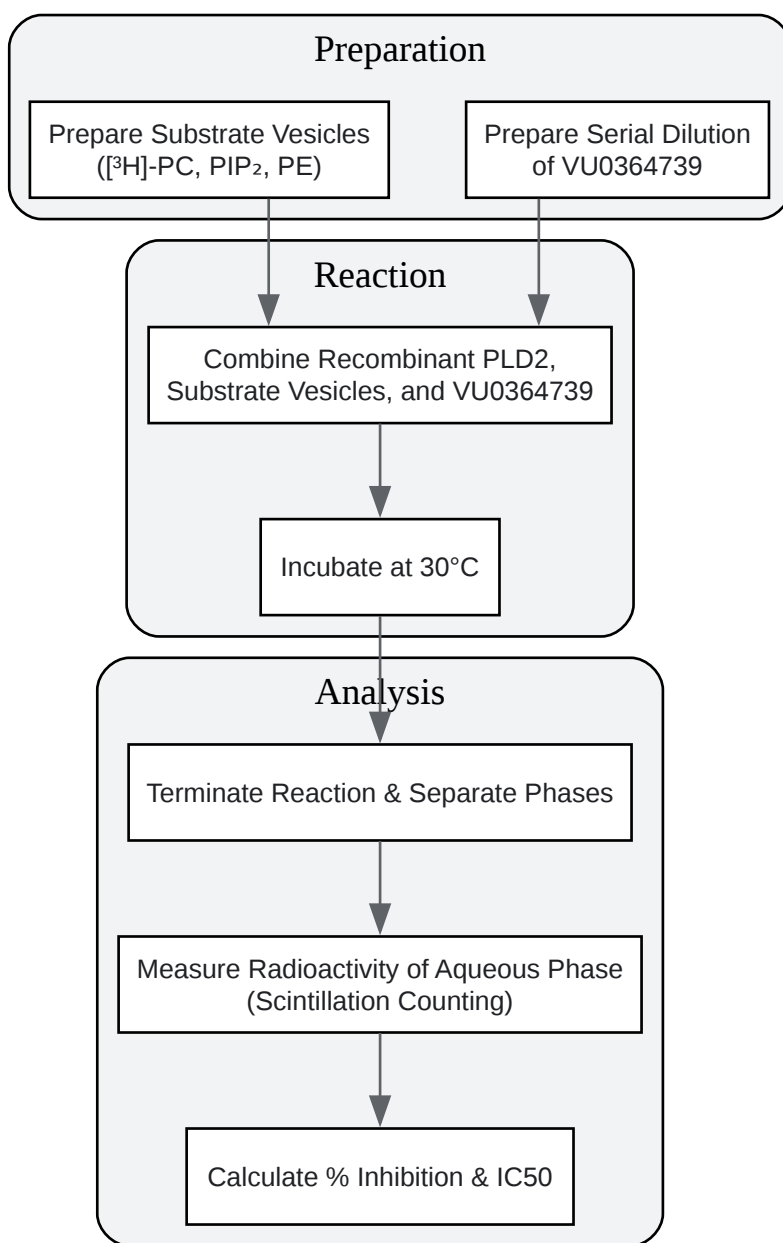 Preparation
Prepare Substrate Vesicles
([³H]-PC, PIP₂, PE)
Prepare Serial Dilution
of VU0364739
Reaction
Combine Recombinant PLD2,
Substrate Vesicles, and VU0364739
Incubate at 30°C
Analysis
Terminate Reaction & Separate Phases
Measure Radioactivity of Aqueous Phase
(Scintillation Counting)
Calculate % Inhibition & IC50